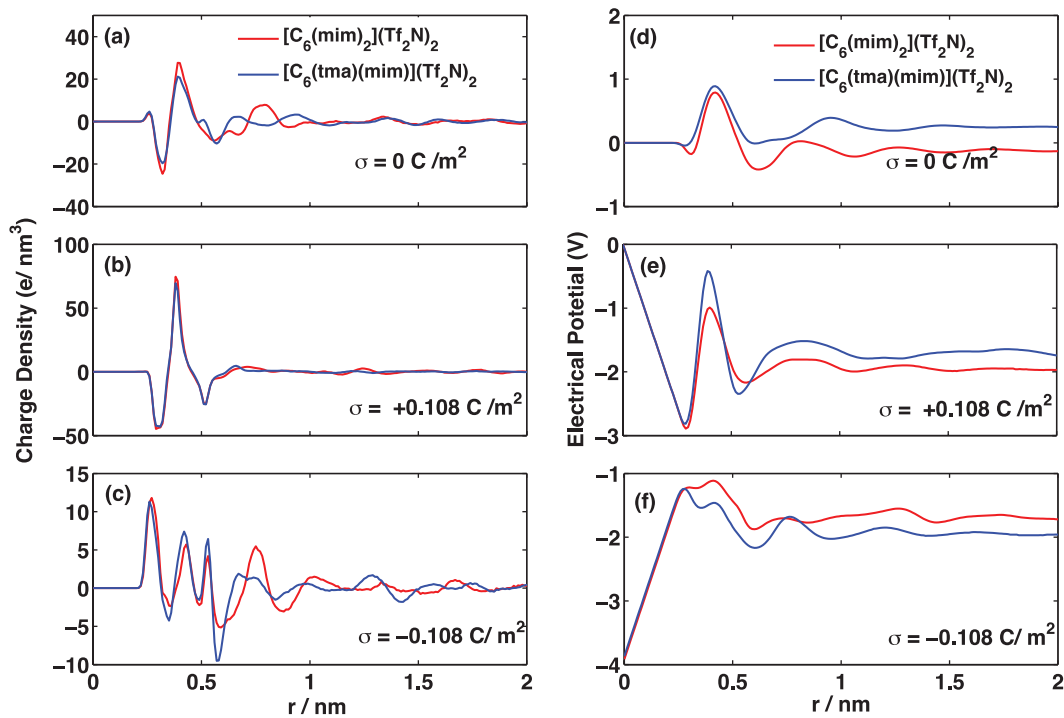 Charge Density (e/ nm³)
(a)
[C₆(mim)₂](Tf₂N)₂
[C₆(tma)(mim)](Tf₂N)₂
σ = 0 C /m²
40
20
0
−20
−40
(b)
σ = +0.108 C /m²
100
50
0
−50
(c)
σ = −0.108 C/ m²
15
10
5
0
−5
−10
0 0.5 1 1.5 2
r / nm
Electrical Potetial (V)
(d)
[C₆(mim)₂](Tf₂N)₂
[C₆(tma)(mim)](Tf₂N)₂
σ = 0 C /m²
2
1
0
−1
(e)
σ = +0.108 C /m²
0
−1
−2
−3
(f)
σ = −0.108 C/ m²
−1
−2
−3
−4
0 0.5 1 1.5 2
r / nm